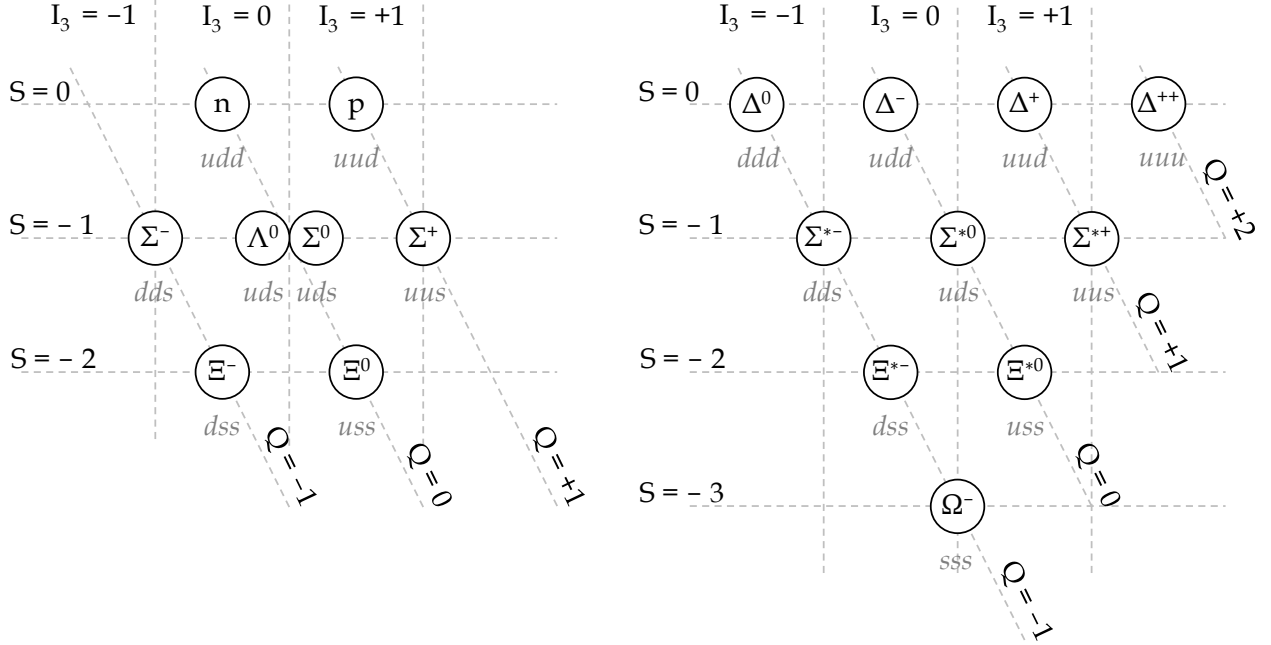 I₃ = −1 I₃ = 0 I₃ = +1
S = 0 n p
udd uud
S = − 1 Σ⁻ Λ⁰ Σ⁰ Σ⁺
dds uds uds uus
S = − 2 Ξ⁻ Ξ⁰
dss uss
Q = −1 Q = 0 Q = +1
I₃ = −1 I₃ = 0 I₃ = +1
S = 0 Δ⁰ Δ⁻ Δ⁺ Δ⁺⁺
ddd udd uud uuu
Q = +2
S = − 1 Σ*⁻ Σ*⁰ Σ*⁺
dds uds uus
Q = +1
S = − 2 Ξ*⁻ Ξ*⁰
dss uss
Q = 0
S = − 3 Ω⁻
sss
Q = −1